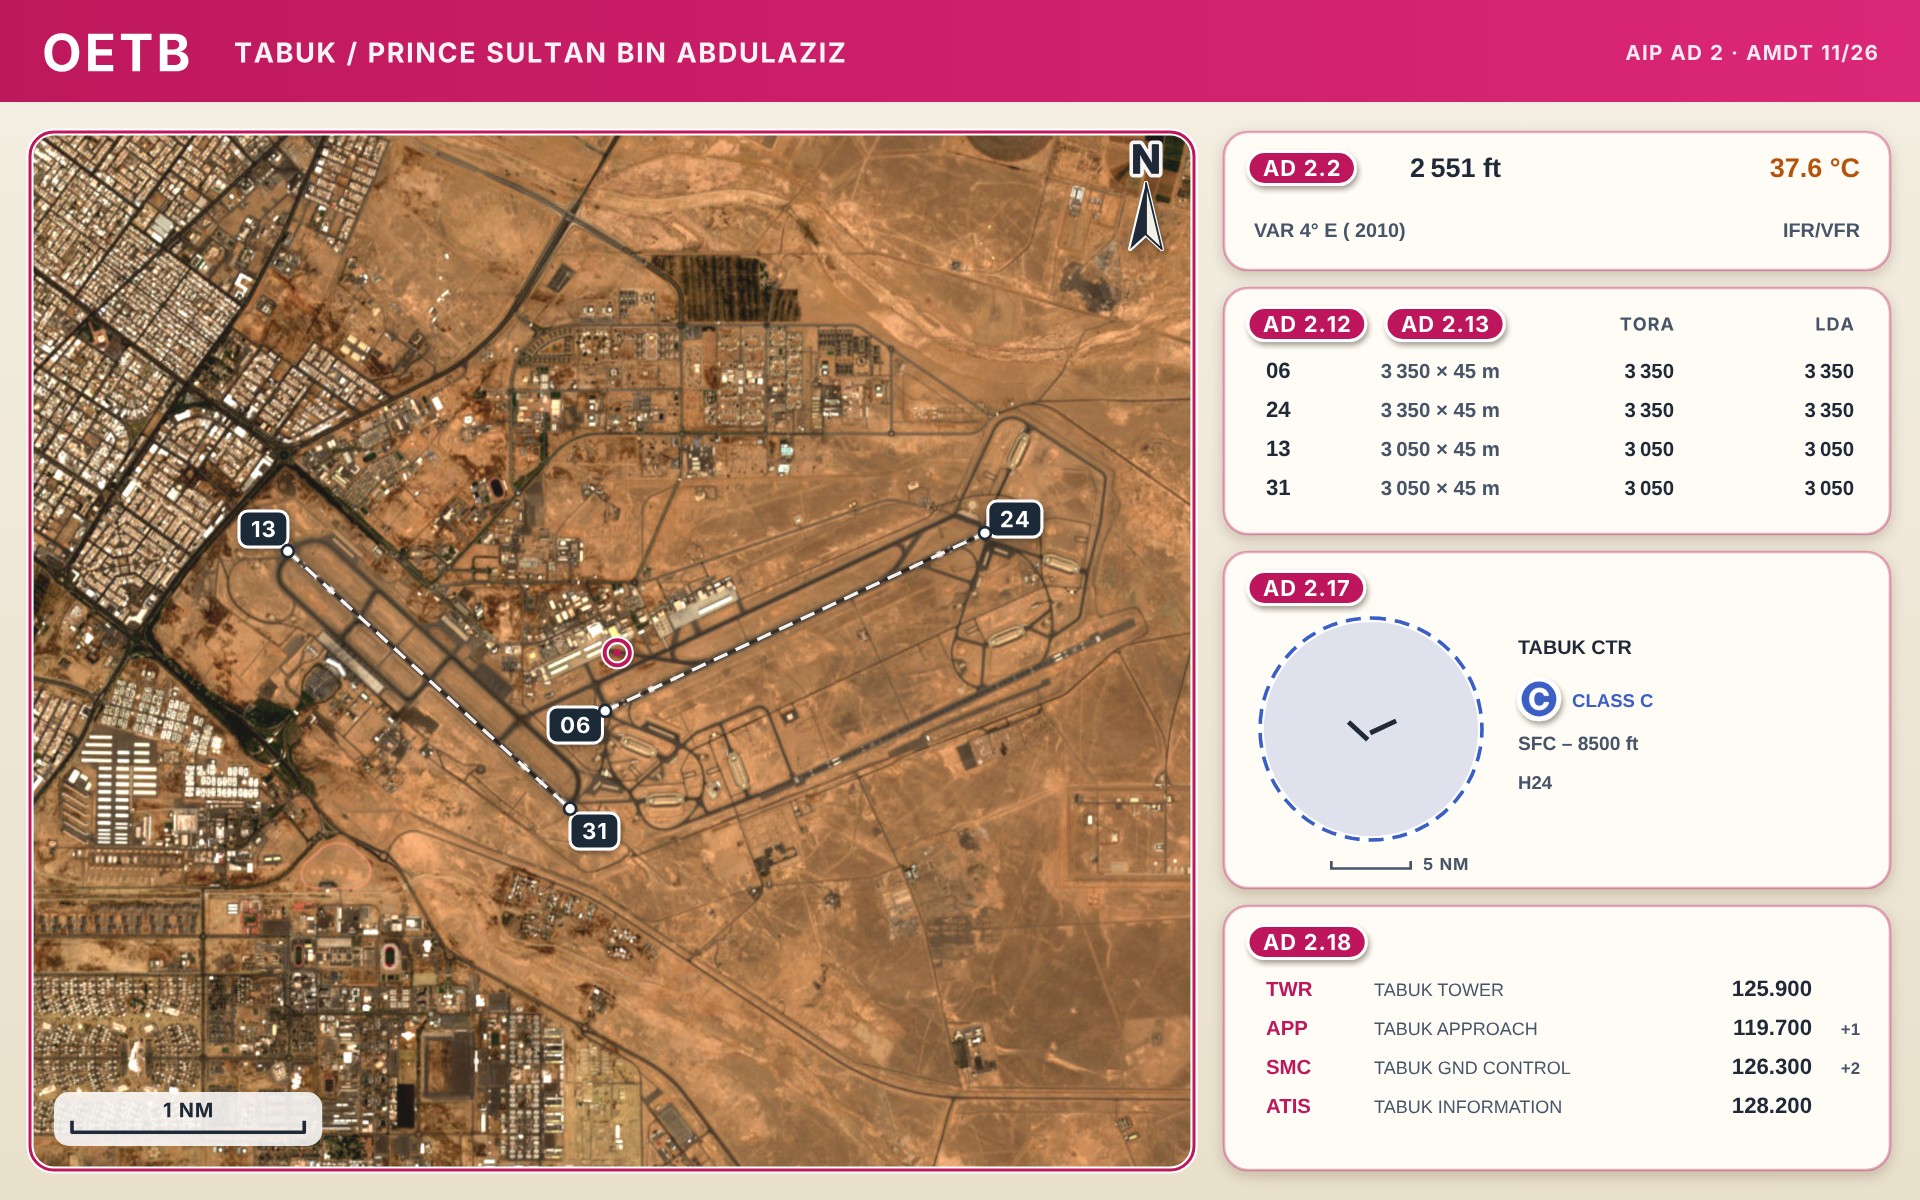 OETB TABUK / PRINCE SULTAN BIN ABDULAZIZ AIP AD 2 · AMDT 11/26
N
13
24
06
31
1 NM
AD 2.2 2 551 ft 37.6 °C
VAR 4° E ( 2010) IFR/VFR
AD 2.12 AD 2.13 TORA LDA
06 3 350 × 45 m 3 350 3 350
24 3 350 × 45 m 3 350 3 350
13 3 050 × 45 m 3 050 3 050
31 3 050 × 45 m 3 050 3 050
AD 2.17
TABUK CTR
C CLASS C
SFC – 8500 ft
H24
5 NM
AD 2.18
TWR TABUK TOWER 125.900
APP TABUK APPROACH 119.700 +1
SMC TABUK GND CONTROL 126.300 +2
ATIS TABUK INFORMATION 128.200